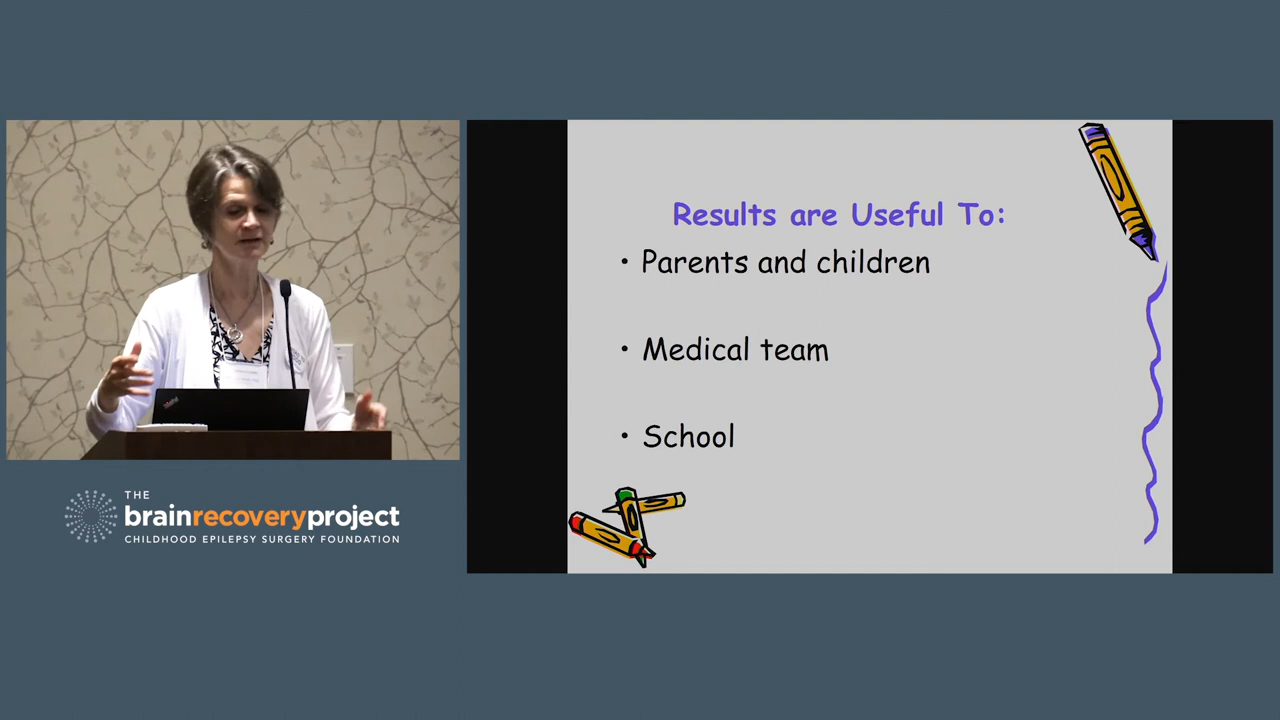 THE
brainrecoveryproject
CHILDHOOD EPILEPSY SURGERY FOUNDATION
Results are Useful To:
• Parents and children
• Medical team
• School